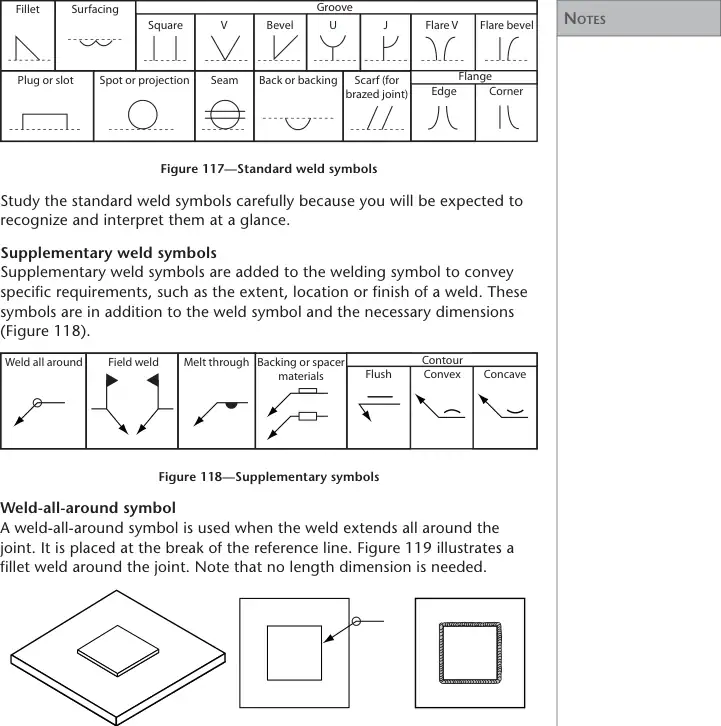 Fillet
Surfacing
Groove
Square
V
Bevel
U
J
Flare V
Flare bevel
Plug or slot
Spot or projection
Seam
Back or backing
Scarf (for
brazed joint)
Flange
Edge
Corner
Figure 117—Standard weld symbols
Study the standard weld symbols carefully because you will be expected to
recognize and interpret them at a glance.
Supplementary weld symbols
Supplementary weld symbols are added to the welding symbol to convey
specific requirements, such as the extent, location or finish of a weld. These
symbols are in addition to the weld symbol and the necessary dimensions
(Figure 118).
Weld all around
Field weld
Melt through
Backing or spacer
materials
Contour
Flush
Convex
Concave
Figure 118—Supplementary symbols
Weld-all-around symbol
A weld-all-around symbol is used when the weld extends all around the
joint. It is placed at the break of the reference line. Figure 119 illustrates a
fillet weld around the joint. Note that no length dimension is needed.
NOTES